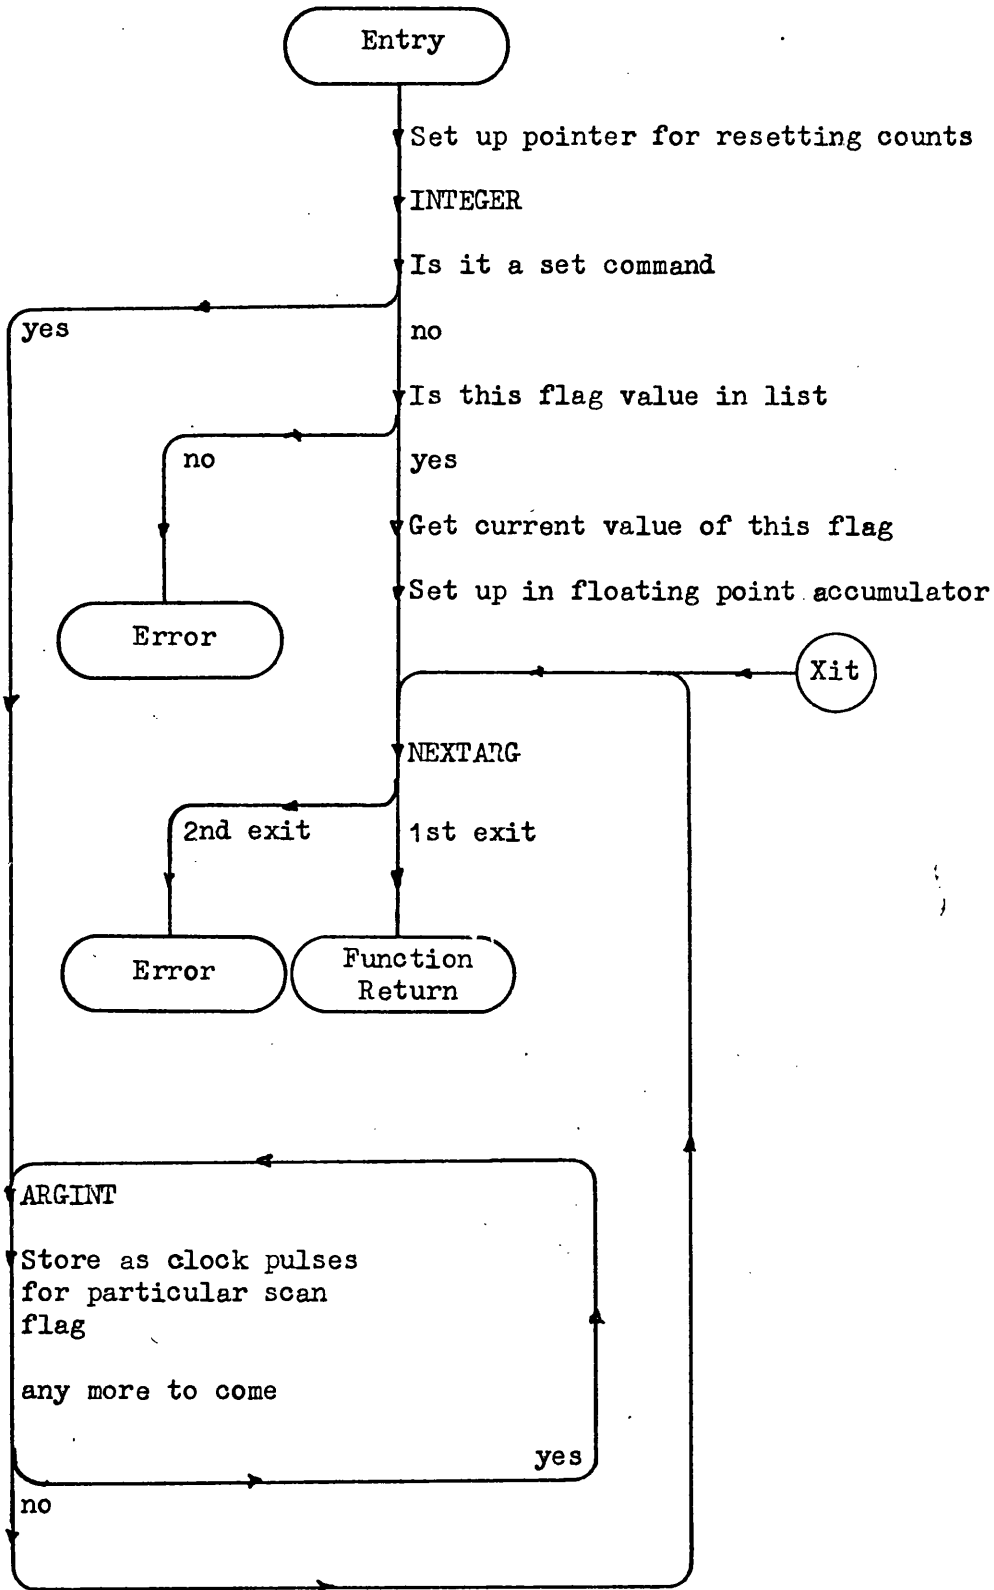 Entry
Set up pointer for resetting counts
INTEGER
Is it a set command
yes
no
Is this flag value in list
no
yes
Get current value of this flag
Set up in floating point accumulator
Error
Xit
NEXTARG
2nd exit
1st exit
Error
Function
Return
ARGINT
Store as clock pulses
for particular scan
flag
any more to come
yes
no